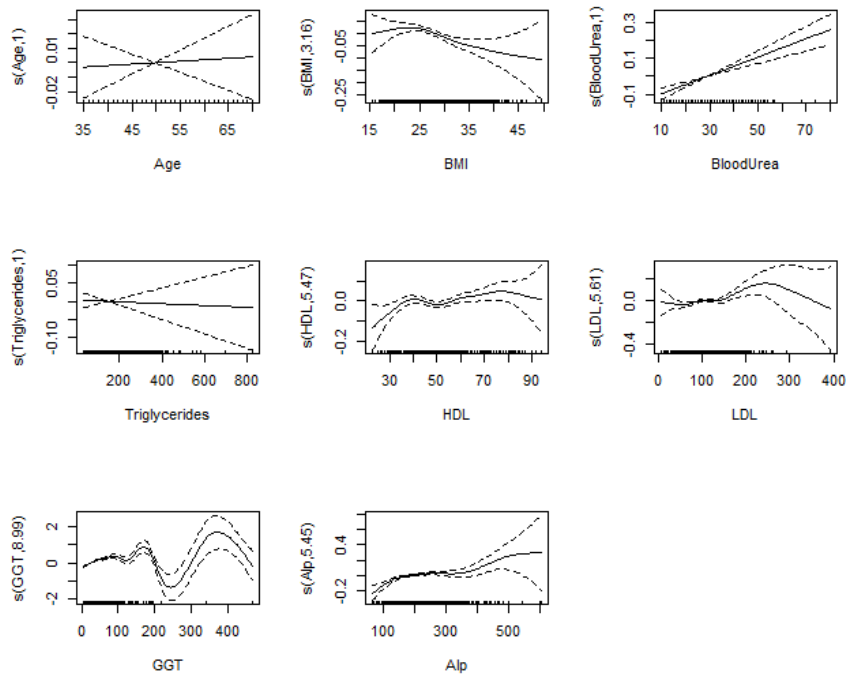 s(Age,1)
-0.02 0.01
35 45 55 65
Age
s(BMI,3.16)
-0.25 -0.05
15 25 35 45
BMI
s(BloodUrea,1)
-0.1 0.1 0.3
10 30 50 70
BloodUrea
s(Triglycerides,1)
-0.10 0.05
200 400 600 800
Triglycerides
s(HDL,5.47)
-0.2 0.0
30 50 70 90
HDL
s(LDL,5.61)
-0.4 0.0
0 100 200 300 400
LDL
s(GGT,8.99)
-2 0 2
0 100 200 300 400
GGT
s(Alp,5.45)
-0.2 0.4
100 300 500
Alp